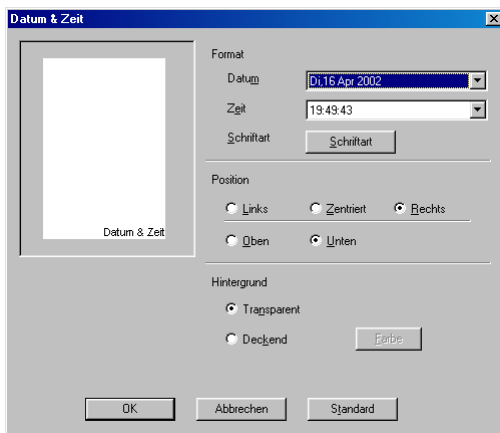 Datum & Zeit
Format
Datum Di,16 Apr 2002
Zeit 19:49:43
Schriftart Schriftart
Position
Links Zentriert Rechts
Oben Unten
Datum & Zeit
Hintergrund
Transparent
Deckend Farbe
OK Abbrechen Standard